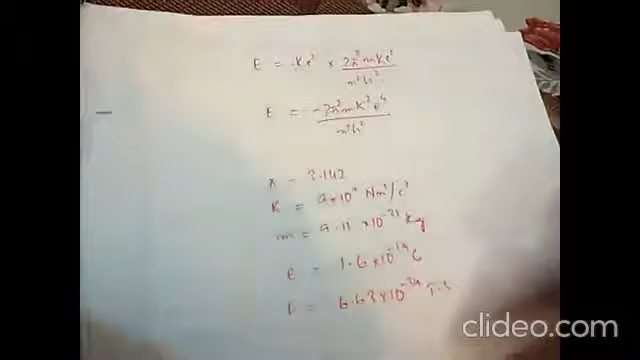 E = -Ke² × 2π²mKe² / n²h²
E = -2π²mK²e⁴ / n²h²
π = 3.142
K = 9×10⁹ Nm²/c²
m = 9.11 ×10⁻³¹ Kg
e = 1.6×10⁻¹⁹ C
h = 6.63×10⁻³⁴ J.s
clideo.com